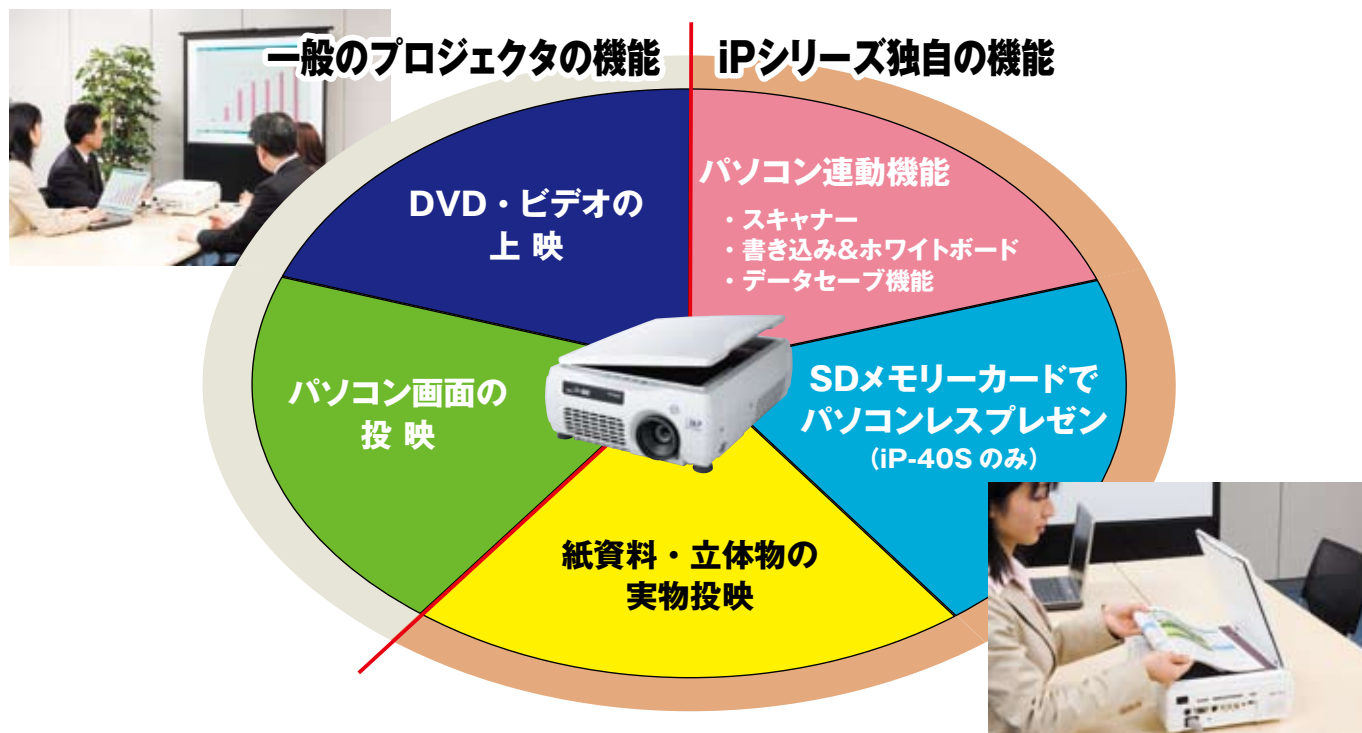 一般のプロジェクタの機能
iPシリーズ独自の機能
DVD・ビデオの
上 映
パソコン連動機能
・スキャナー
・書き込み&ホワイトボード
・データセーブ機能
パソコン画面の
投 映
SDメモリーカードで
パソコンレスプレゼン
（iP-40S のみ）
紙資料・立体物の
実物投映